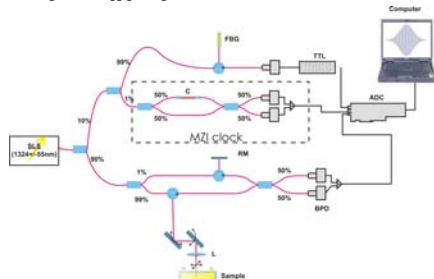 Computer
FBG
99%
TTL
1%
50%
C
50%
ADC
50%
50%
10%
MZI clock
SLS
(1324+/-55nm)
90%
RM
1%
50%
99%
50%
BPD
L
Sample